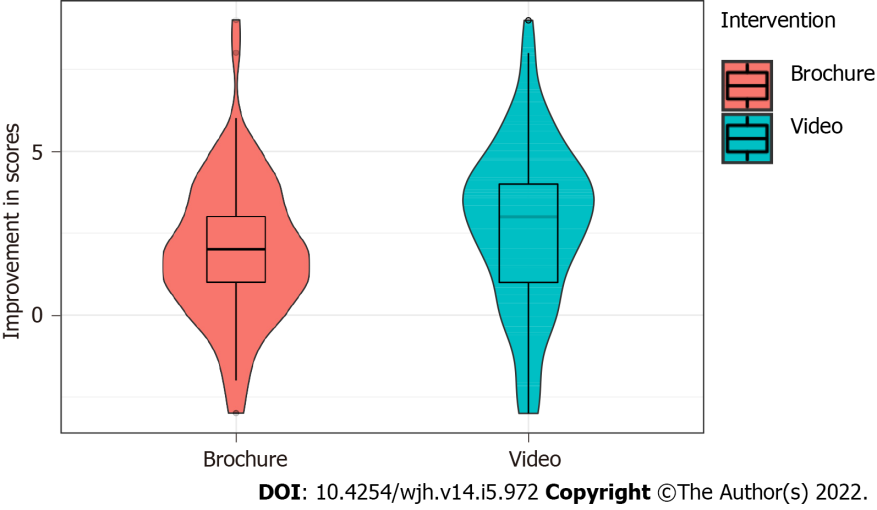 Intervention
Brochure
Video
Improvement in scores
5
0
Brochure Video
DOI: 10.4254/wjh.v14.i5.972 Copyright ©The Author(s) 2022.